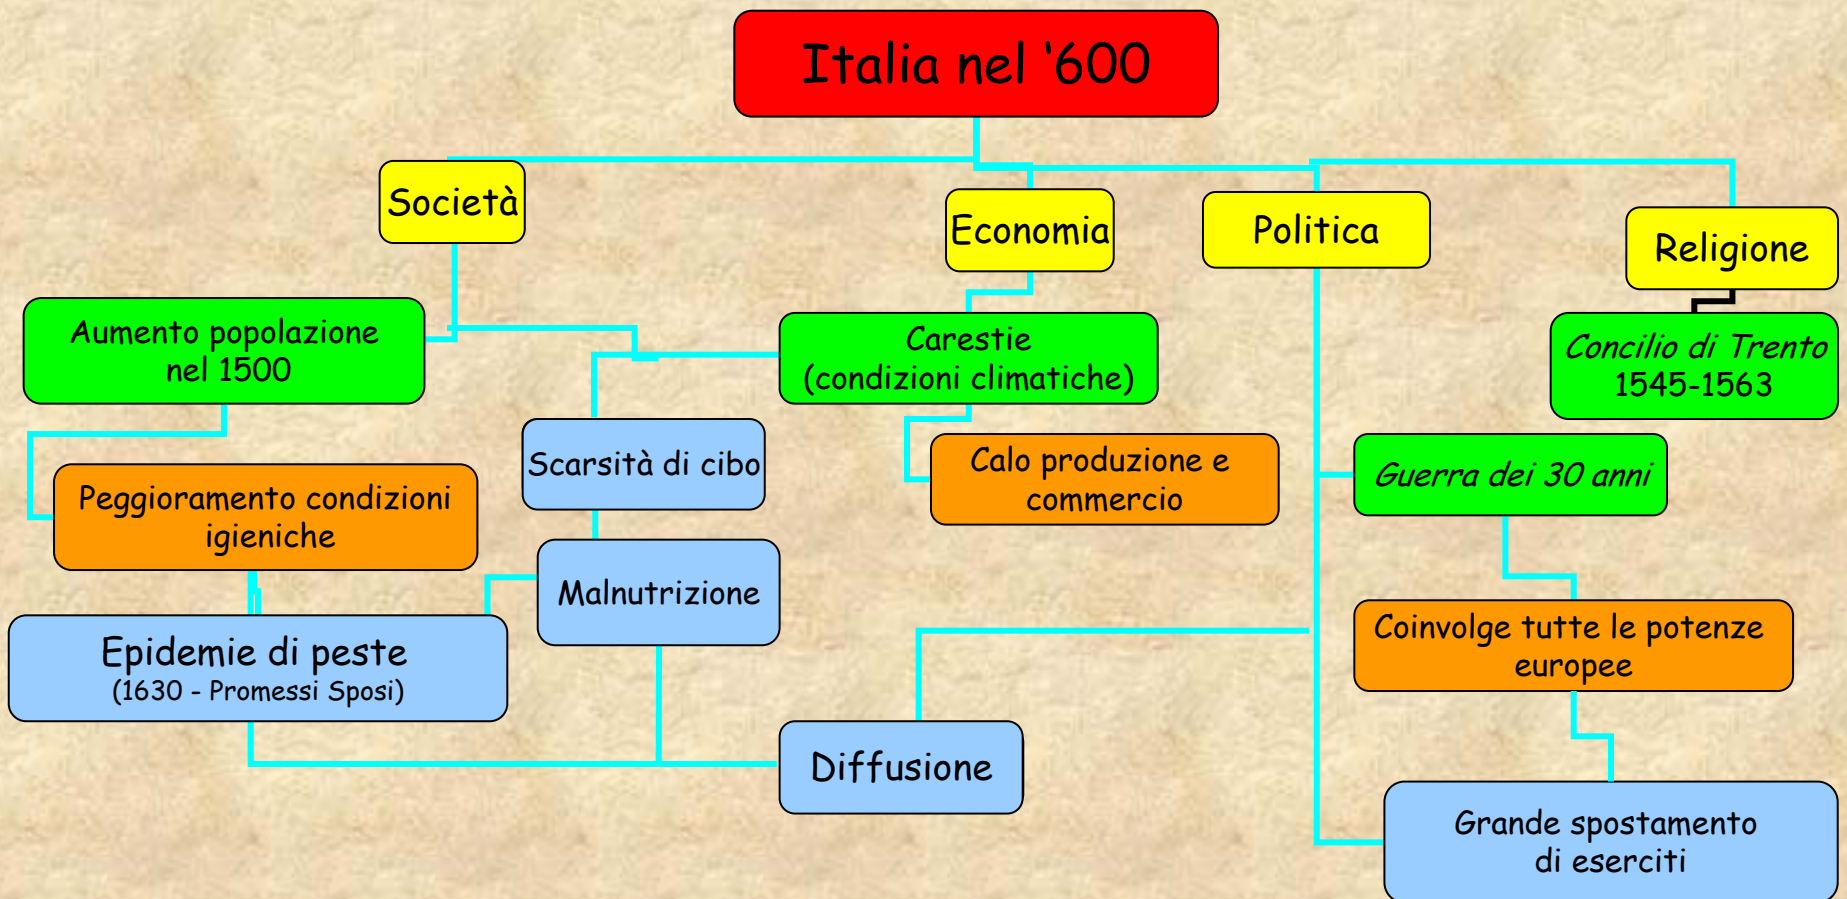 Italia nel ‘600
Società
Economia
Politica
Religione
Aumento popolazione
nel 1500
Carestie
(condizioni climatiche)
Concilio di Trento
1545-1563
Scarsità di cibo
Calo produzione e
commercio
Guerra dei 30 anni
Peggioramento condizioni
igieniche
Malnutrizione
Coinvolge tutte le potenze
europee
Epidemie di peste
(1630 - Promessi Sposi)
Diffusione
Grande spostamento
di eserciti